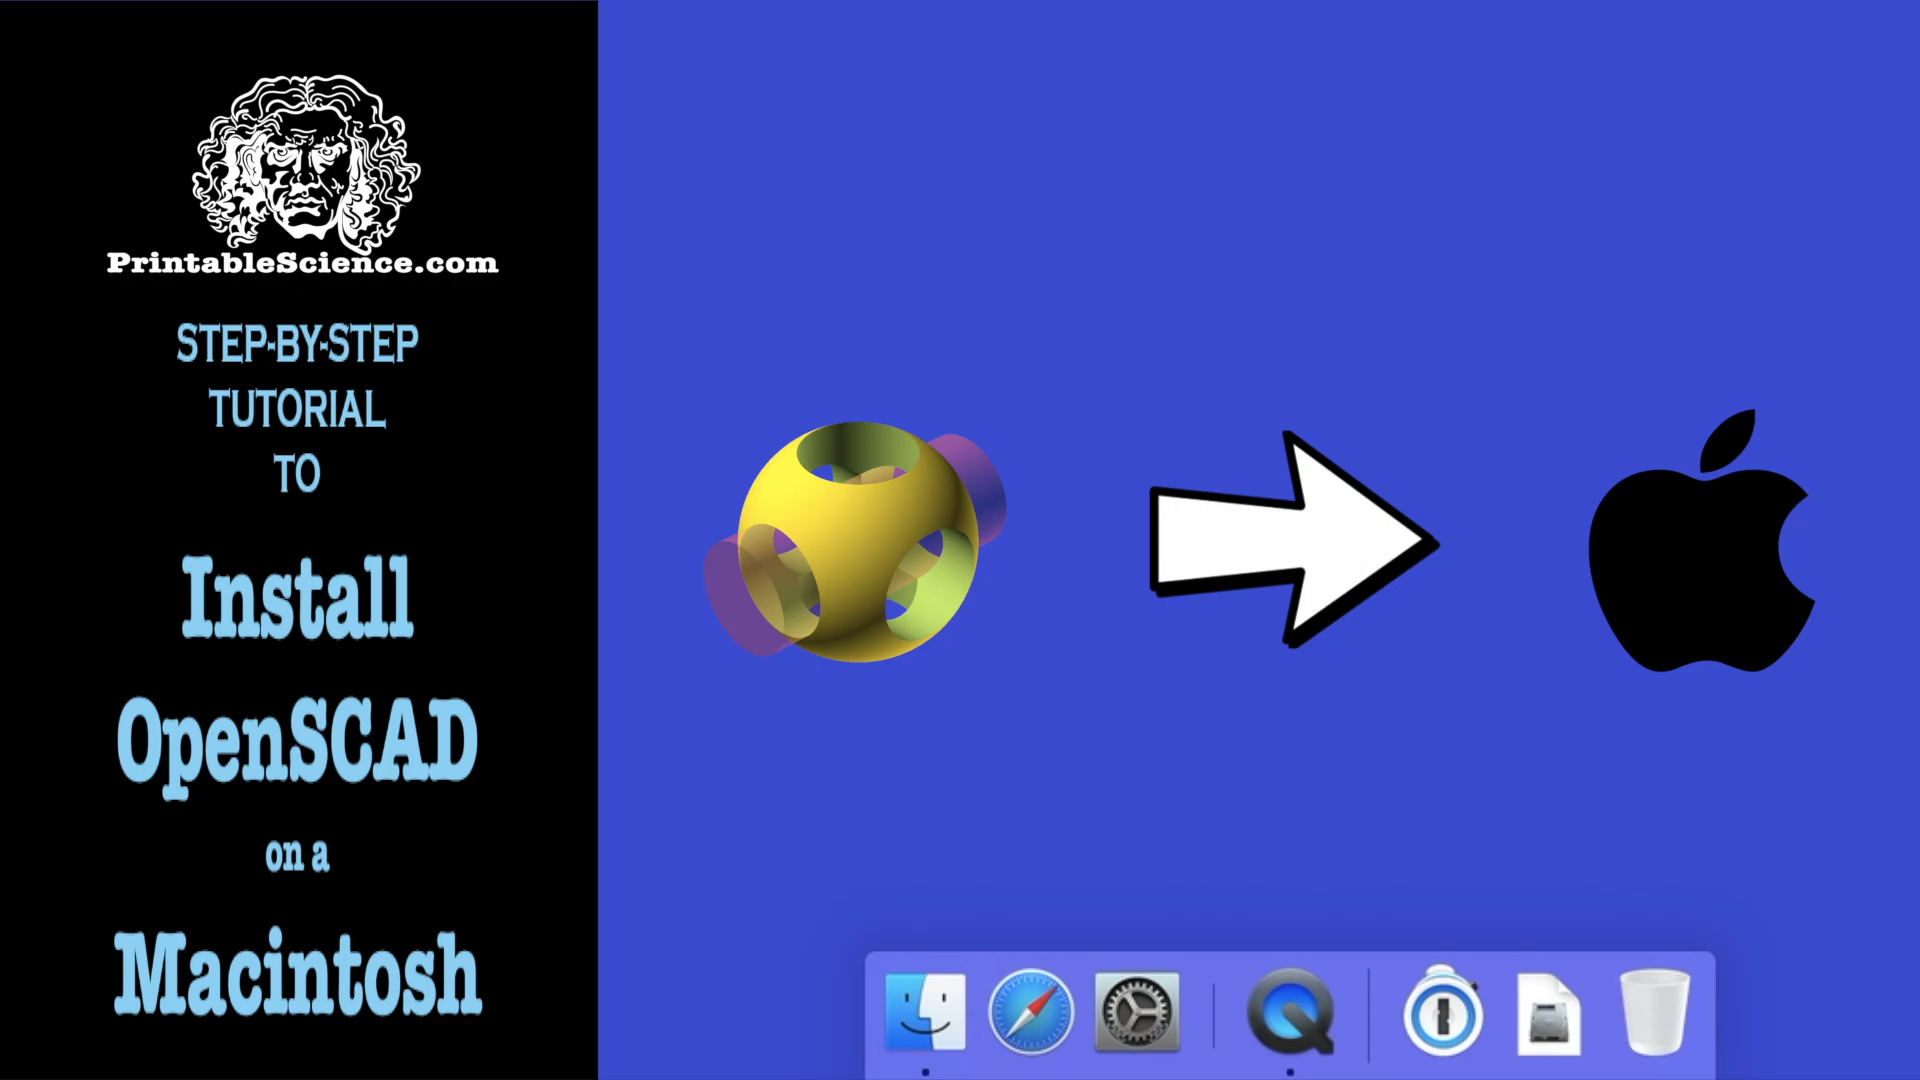 PrintableScience.com
STEP-BY-STEP
TUTORIAL
TO
Install
OpenSCAD
on a
Macintosh